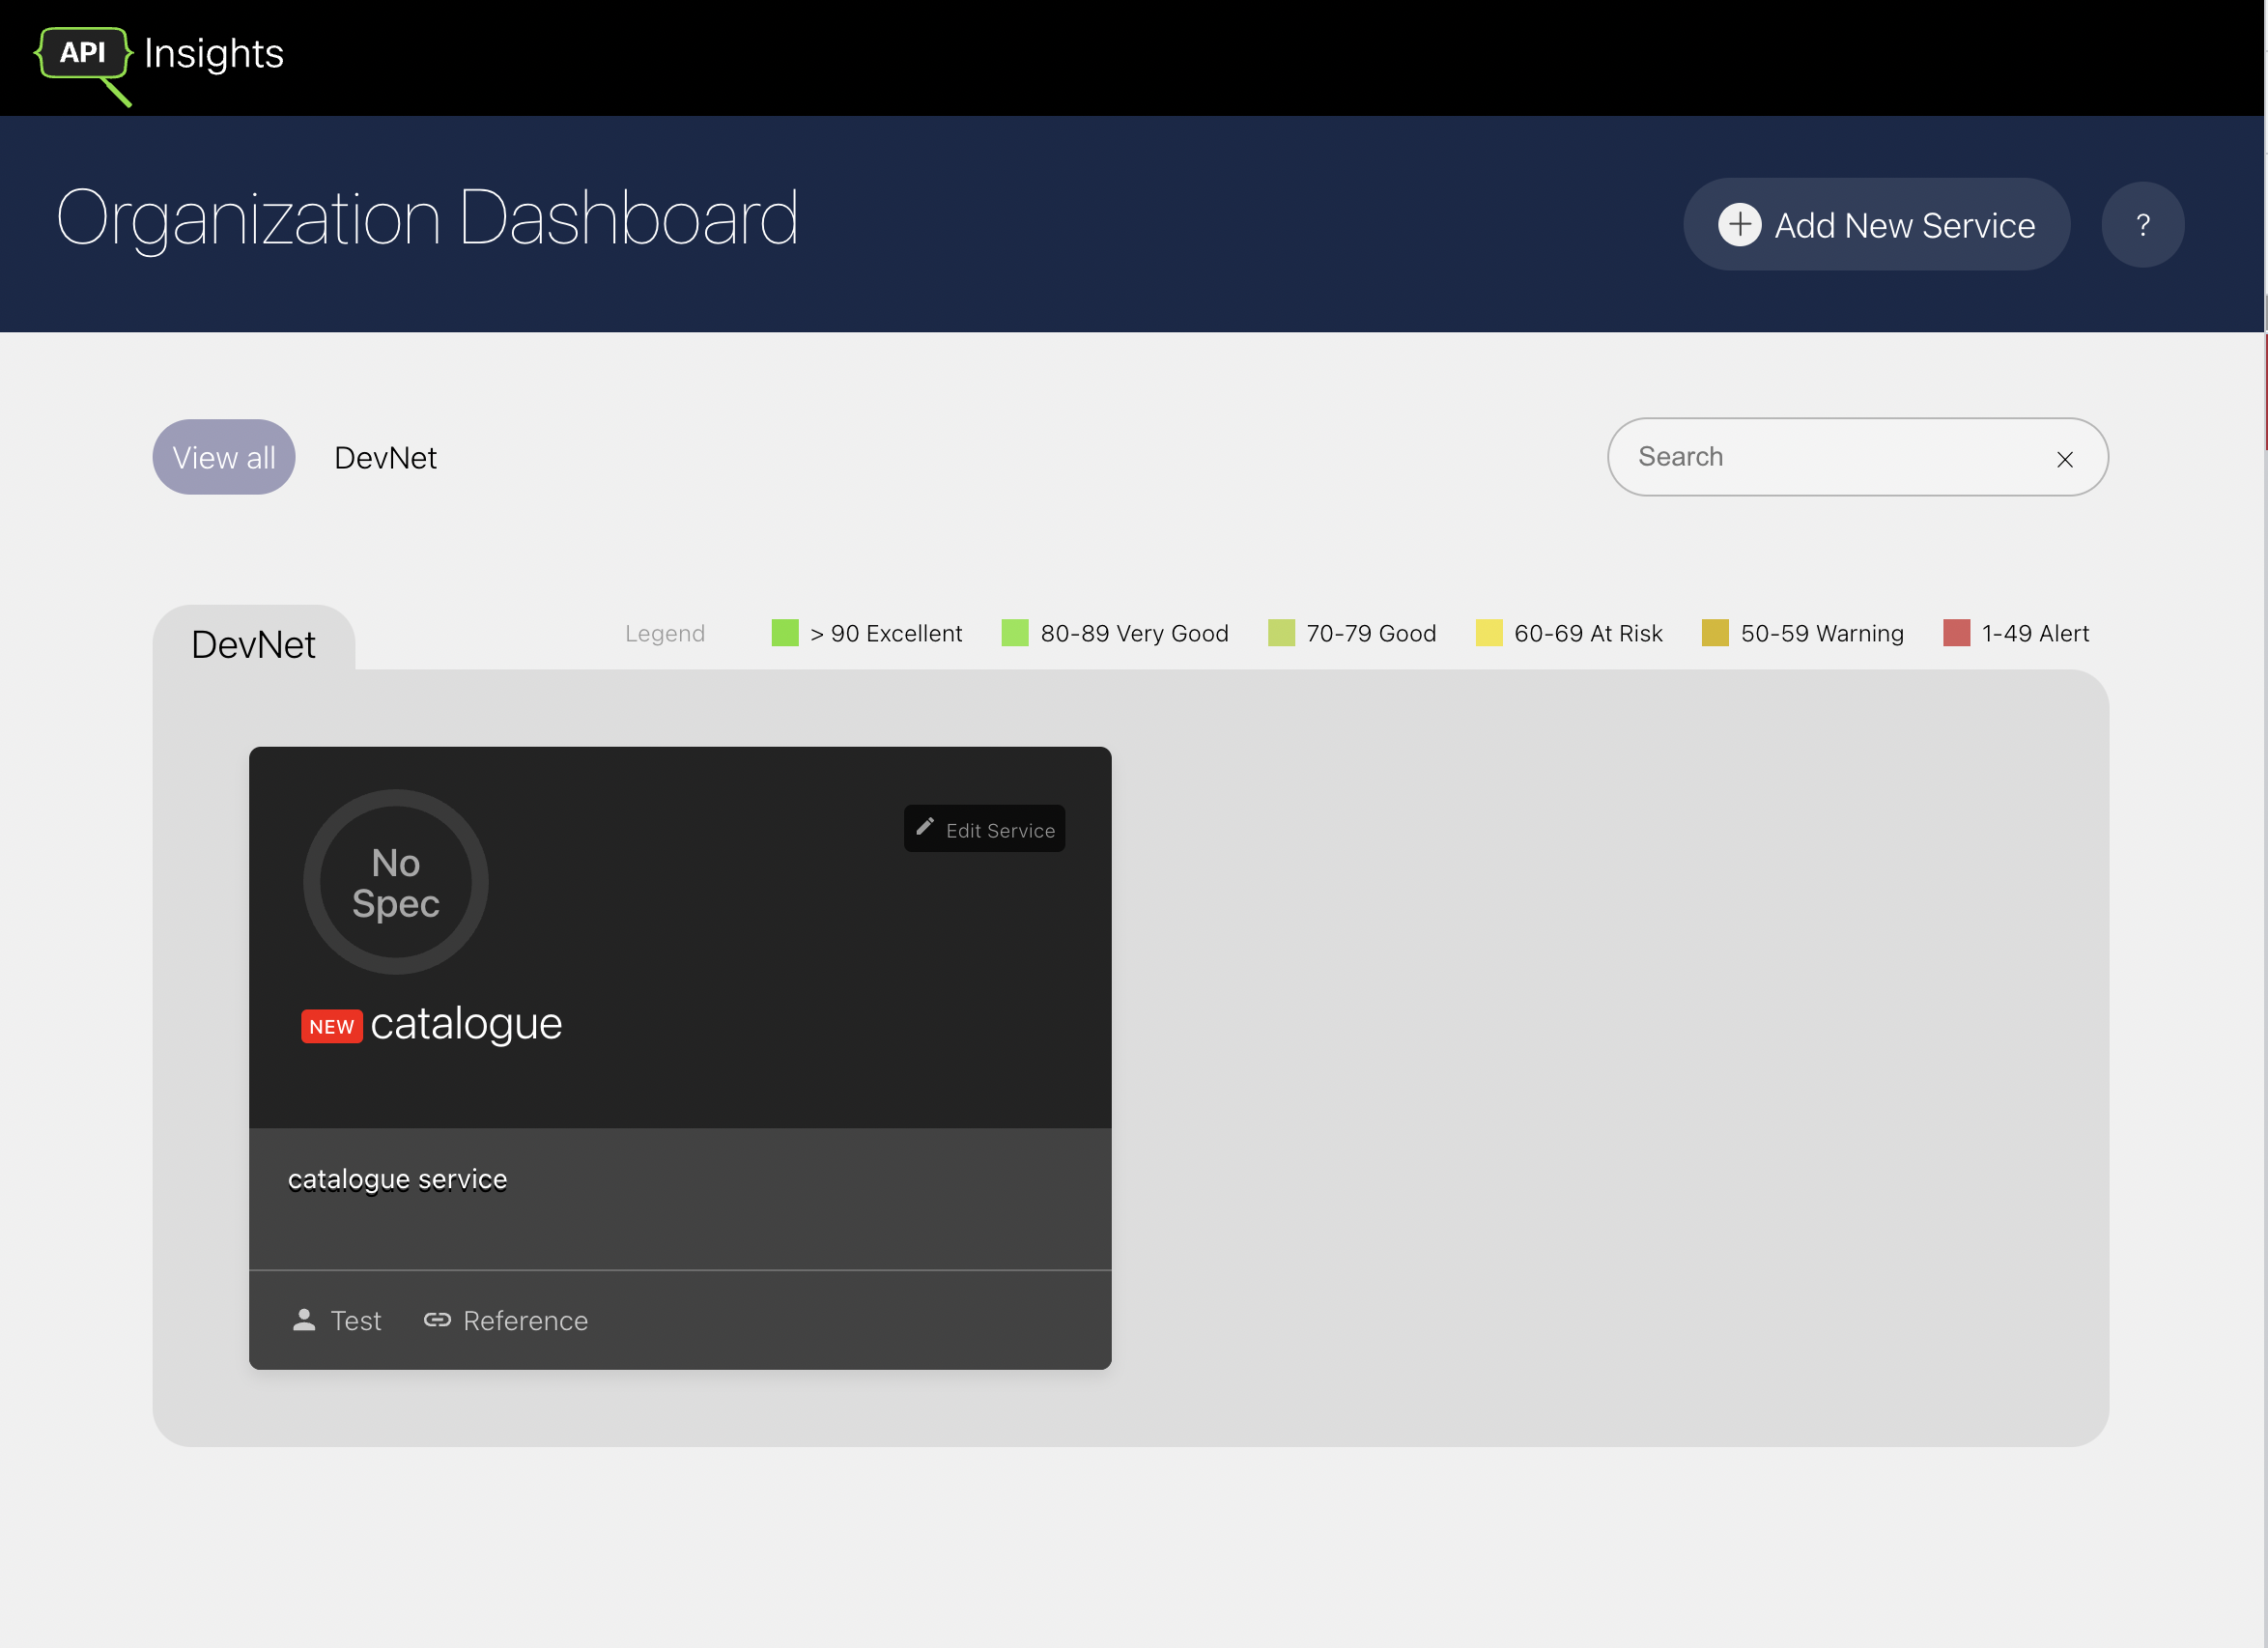 API Insights
Organization Dashboard
Add New Service
?
View all
DevNet
Search
DevNet
Legend
> 90 Excellent
80-89 Very Good
70-79 Good
60-69 At Risk
50-59 Warning
1-49 Alert
No
Spec
Edit Service
NEW catalogue
catalogue service
Test
Reference